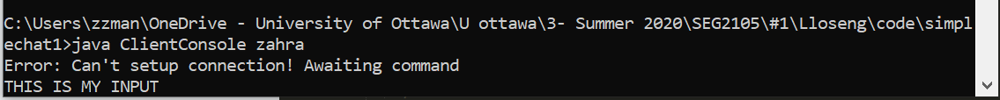 C:\Users\zzman\OneDrive - University of Ottawa\U ottawa\3- Summer 2020\SEG2105\#1\Lloseng\code\simpl
echat1>java ClientConsole zahra
Error: Can't setup connection! Awaiting command
THIS IS MY INPUT